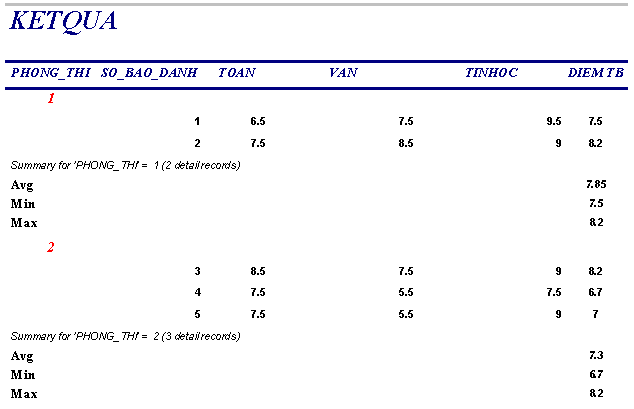 KETQUA
PHONG_THI SO_BAO_DANH TOAN VAN TINHOC DIEM TB
1
1 6.5 7.5 9.5 7.5
2 7.5 8.5 9 8.2
Summary for 'PHONG_THI' = 1 (2 detail records)
Avg 7.85
Min 7.5
Max 8.2
2
3 8.5 7.5 9 8.2
4 7.5 5.5 7.5 6.7
5 7.5 5.5 9 7
Summary for 'PHONG_THI' = 2 (3 detail records)
Avg 7.3
Min 6.7
Max 8.2